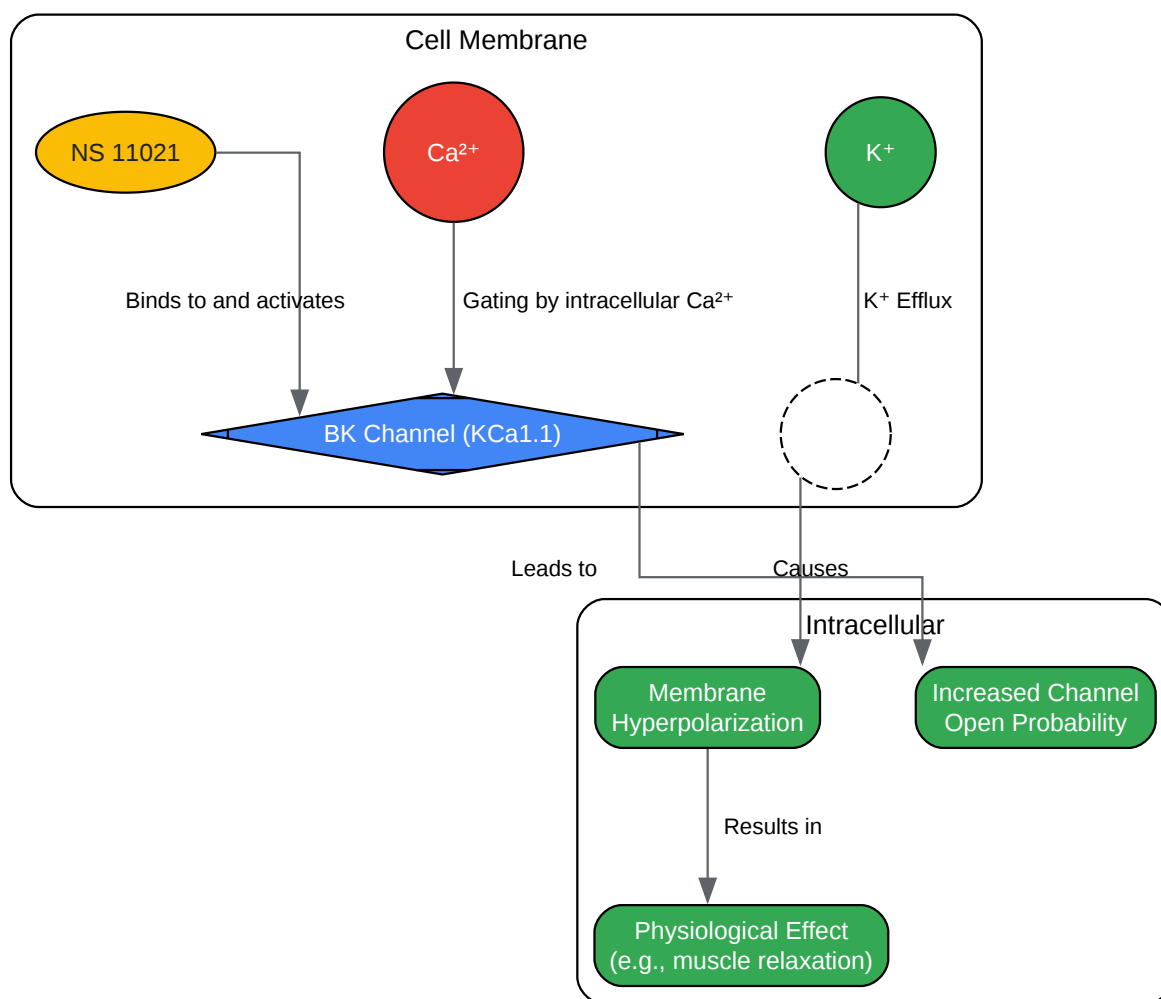 Cell Membrane
NS 11021
Ca²⁺
K⁺
Binds to and activates
Gating by intracellular Ca²⁺
K⁺ Efflux
BK Channel (KCa1.1)
Leads to
Causes
Intracellular
Membrane
Hyperpolarization
Increased Channel
Open Probability
Results in
Physiological Effect
(e.g., muscle relaxation)